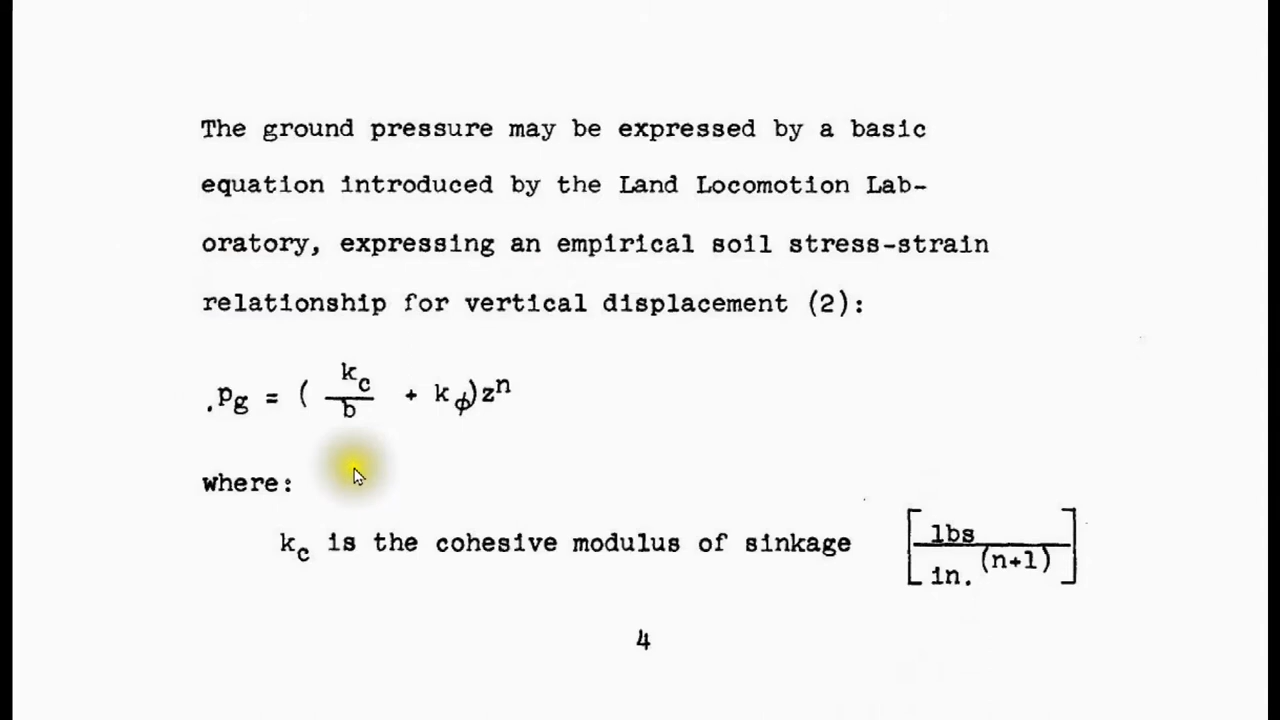 The ground pressure may be expressed by a basic
equation introduced by the Land Locomotion Lab-
oratory, expressing an empirical soil stress-strain
relationship for vertical displacement (2):
.pg = ( kc/b + kϕ)zⁿ
where:
kc is the cohesive modulus of sinkage [lbs/in.(n+1)]
4